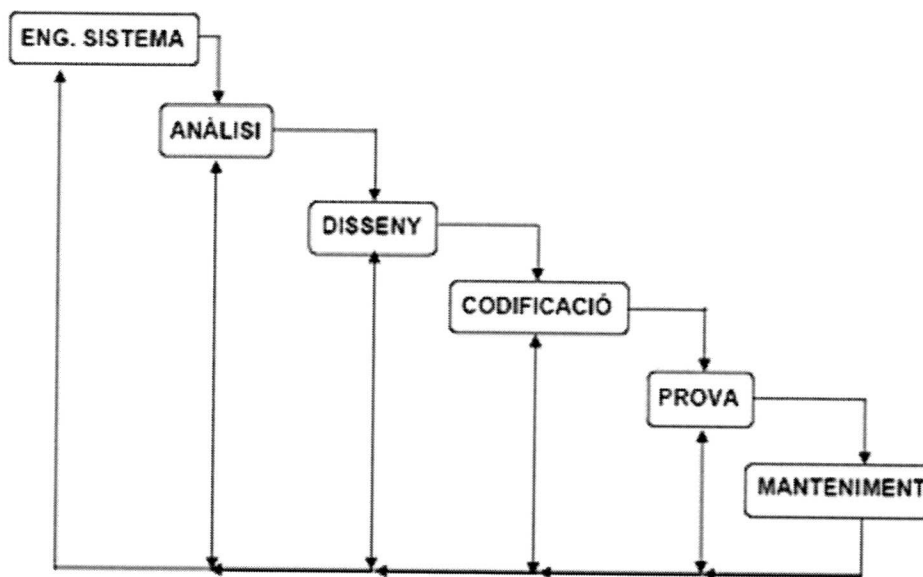 ENG. SISTEMA
ANÀLISI
DISSENY
CODIFICACIÓ
PROVA
MANTENIMENT